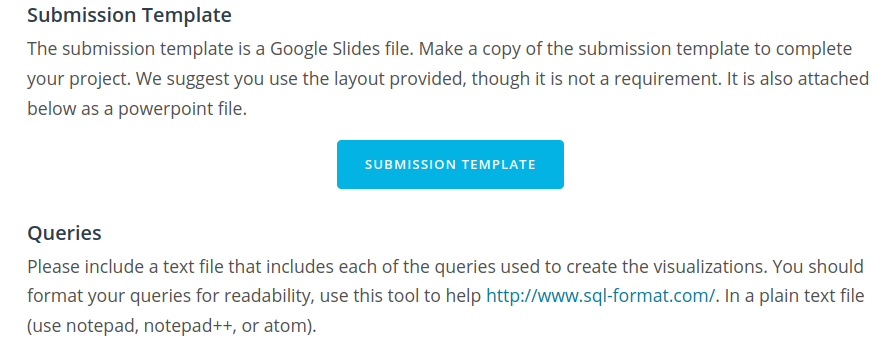 Submission Template
The submission template is a Google Slides file. Make a copy of the submission template to complete
your project. We suggest you use the layout provided, though it is not a requirement. It is also attached
below as a powerpoint file.
SUBMISSION TEMPLATE
Queries
Please include a text file that includes each of the queries used to create the visualizations. You should
format your queries for readability, use this tool to help http://www.sql-format.com/. In a plain text file
(use notepad, notepad++, or atom).